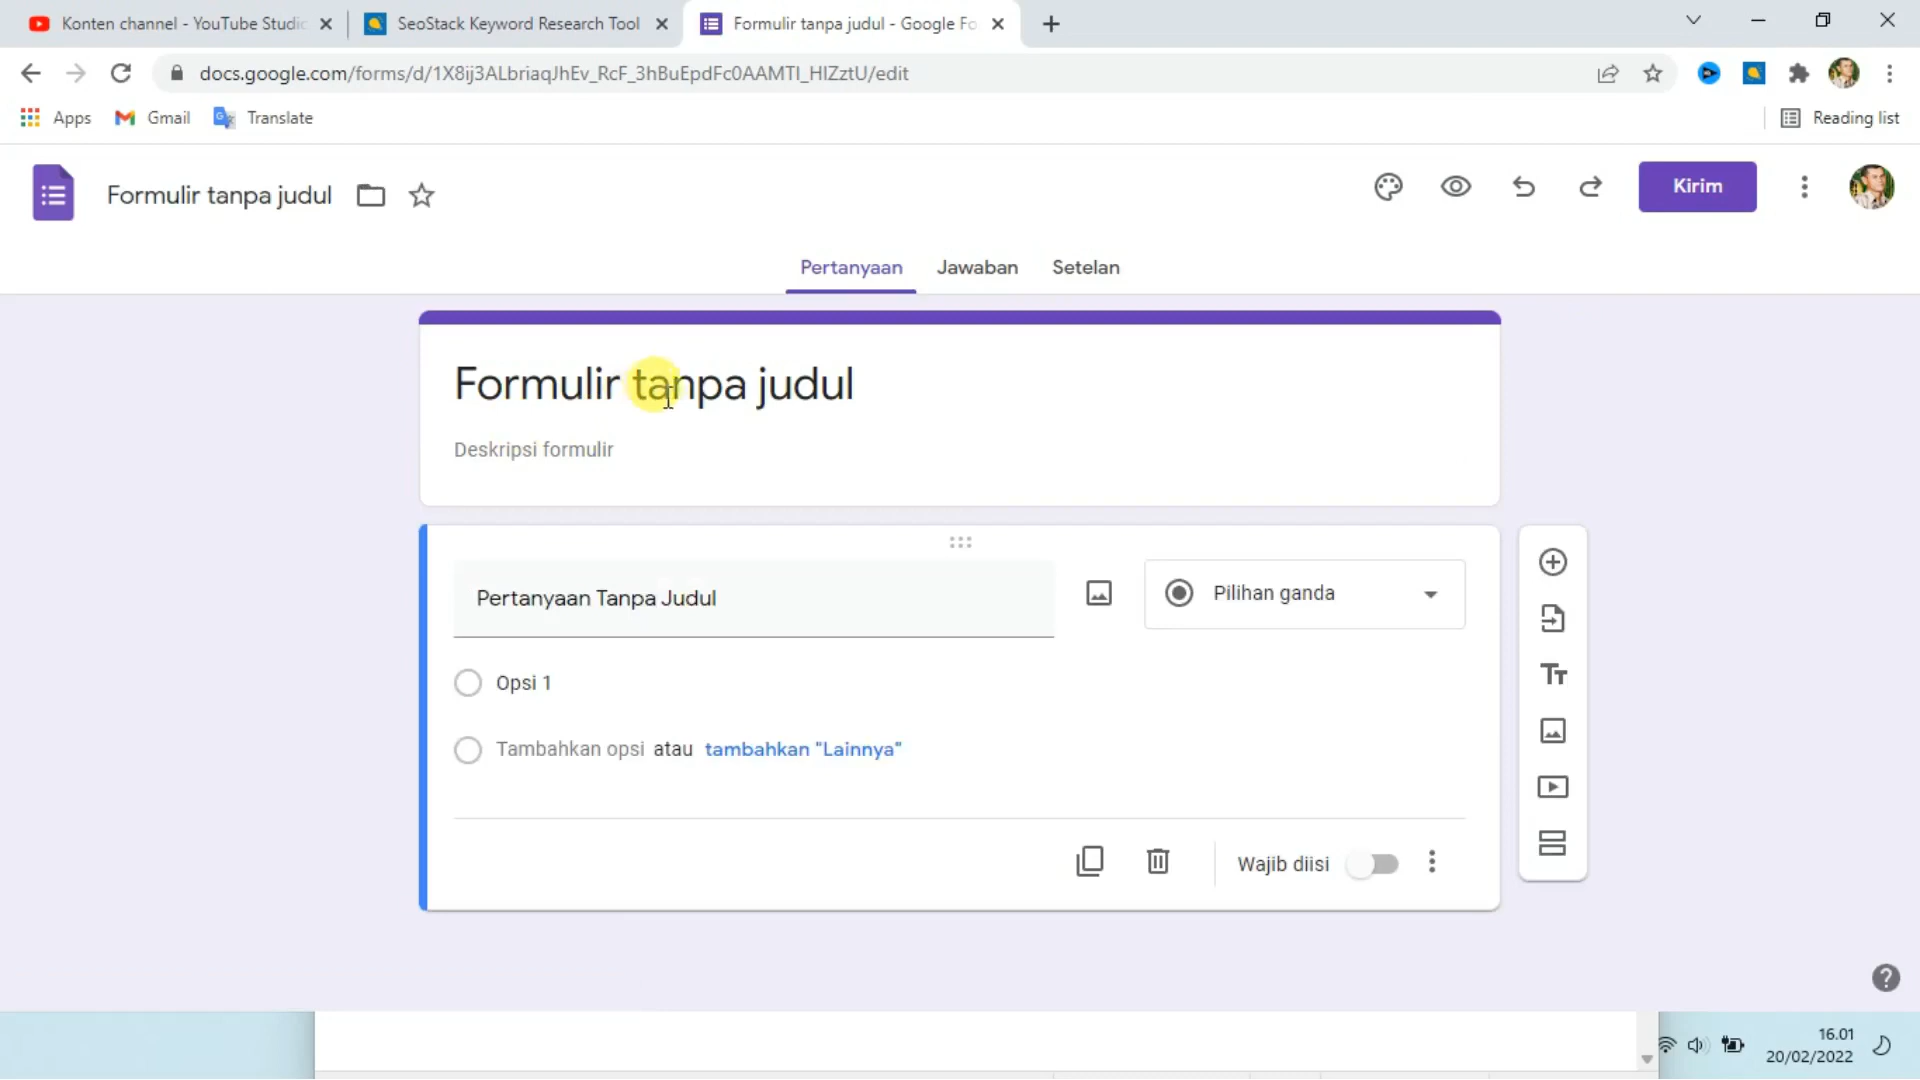 Konten channel - YouTube Studio
SeoStack Keyword Research Tool
Formulir tanpa judul - Google Fo
docs.google.com/forms/d/1X8ij3ALbriaqJhEv_RcF_3hBuEpdFc0AAMTI_HIZztU/edit
Apps
Gmail
Translate
Reading list
Formulir tanpa judul
Kirim
Pertanyaan
Jawaban
Setelan
Formulir tanpa judul
Deskripsi formulir
Pertanyaan Tanpa Judul
Pilihan ganda
Opsi 1
Tambahkan opsi atau tambahkan "Lainnya"
Wajib diisi
16.01
20/02/2022